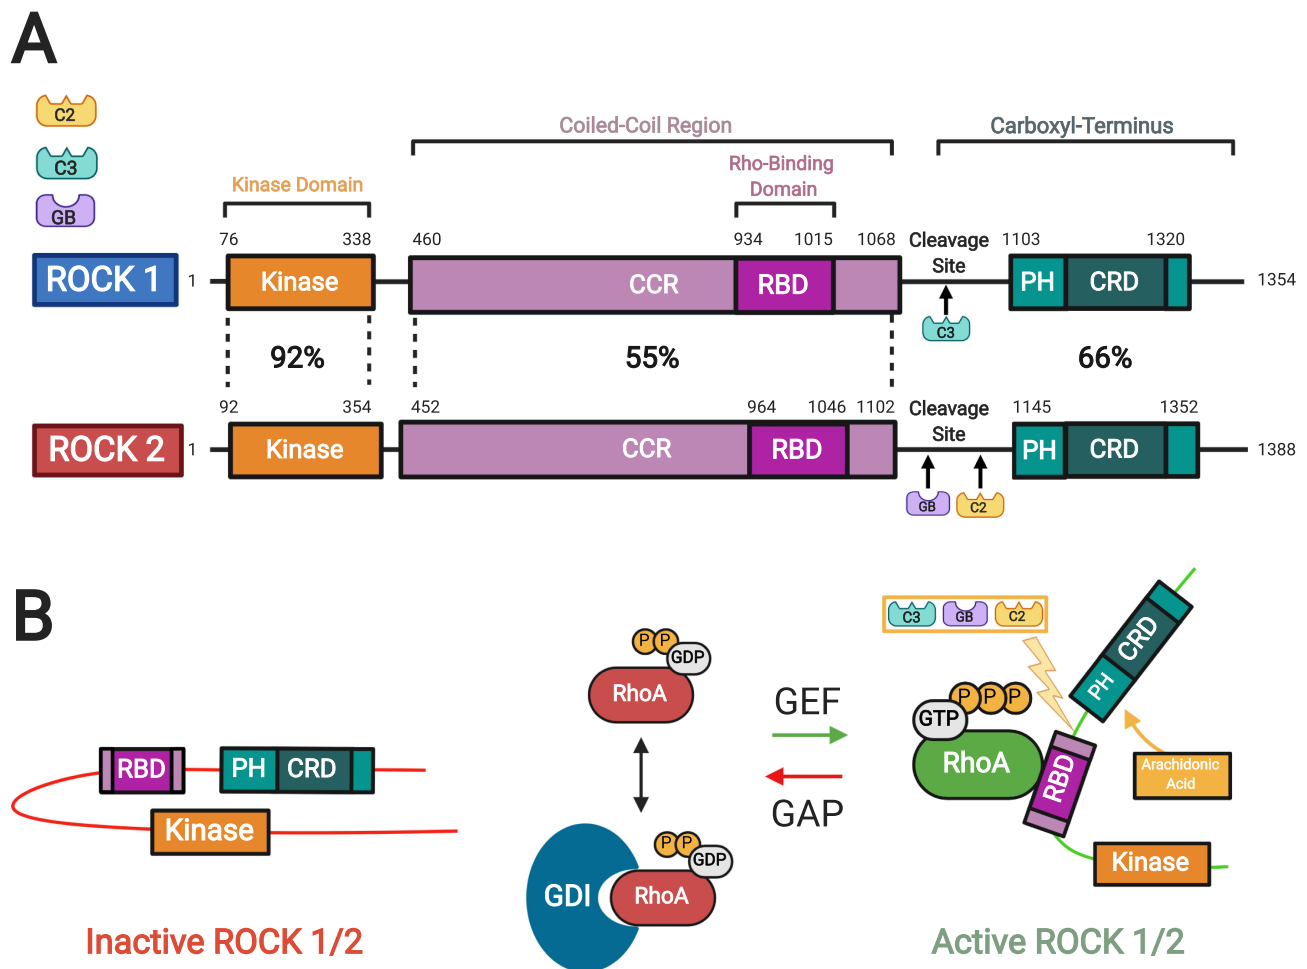 A
C2
C3
GB
Coiled-Coil Region
Carboxyl-Terminus
Kinase Domain
Rho-Binding
Domain
76 338 460 934 1015 1068 Cleavage
Site 1103 1320
ROCK 1 1 Kinase CCR RBD PH CRD 1354
C3
92% 55% 66%
92 354 452 964 1046 1102 Cleavage
Site 1145 1352
ROCK 2 1 Kinase CCR RBD PH CRD 1388
GB C2
B
RBD PH CRD
Kinase
Inactive ROCK 1/2
P P
GDP
RhoA
P P
GDP
GDI RhoA
GEF
GAP
C3 GB C2
CRD
PH
P P P
GTP
RhoA
RBD
Arachidonic
Acid
Kinase
Active ROCK 1/2